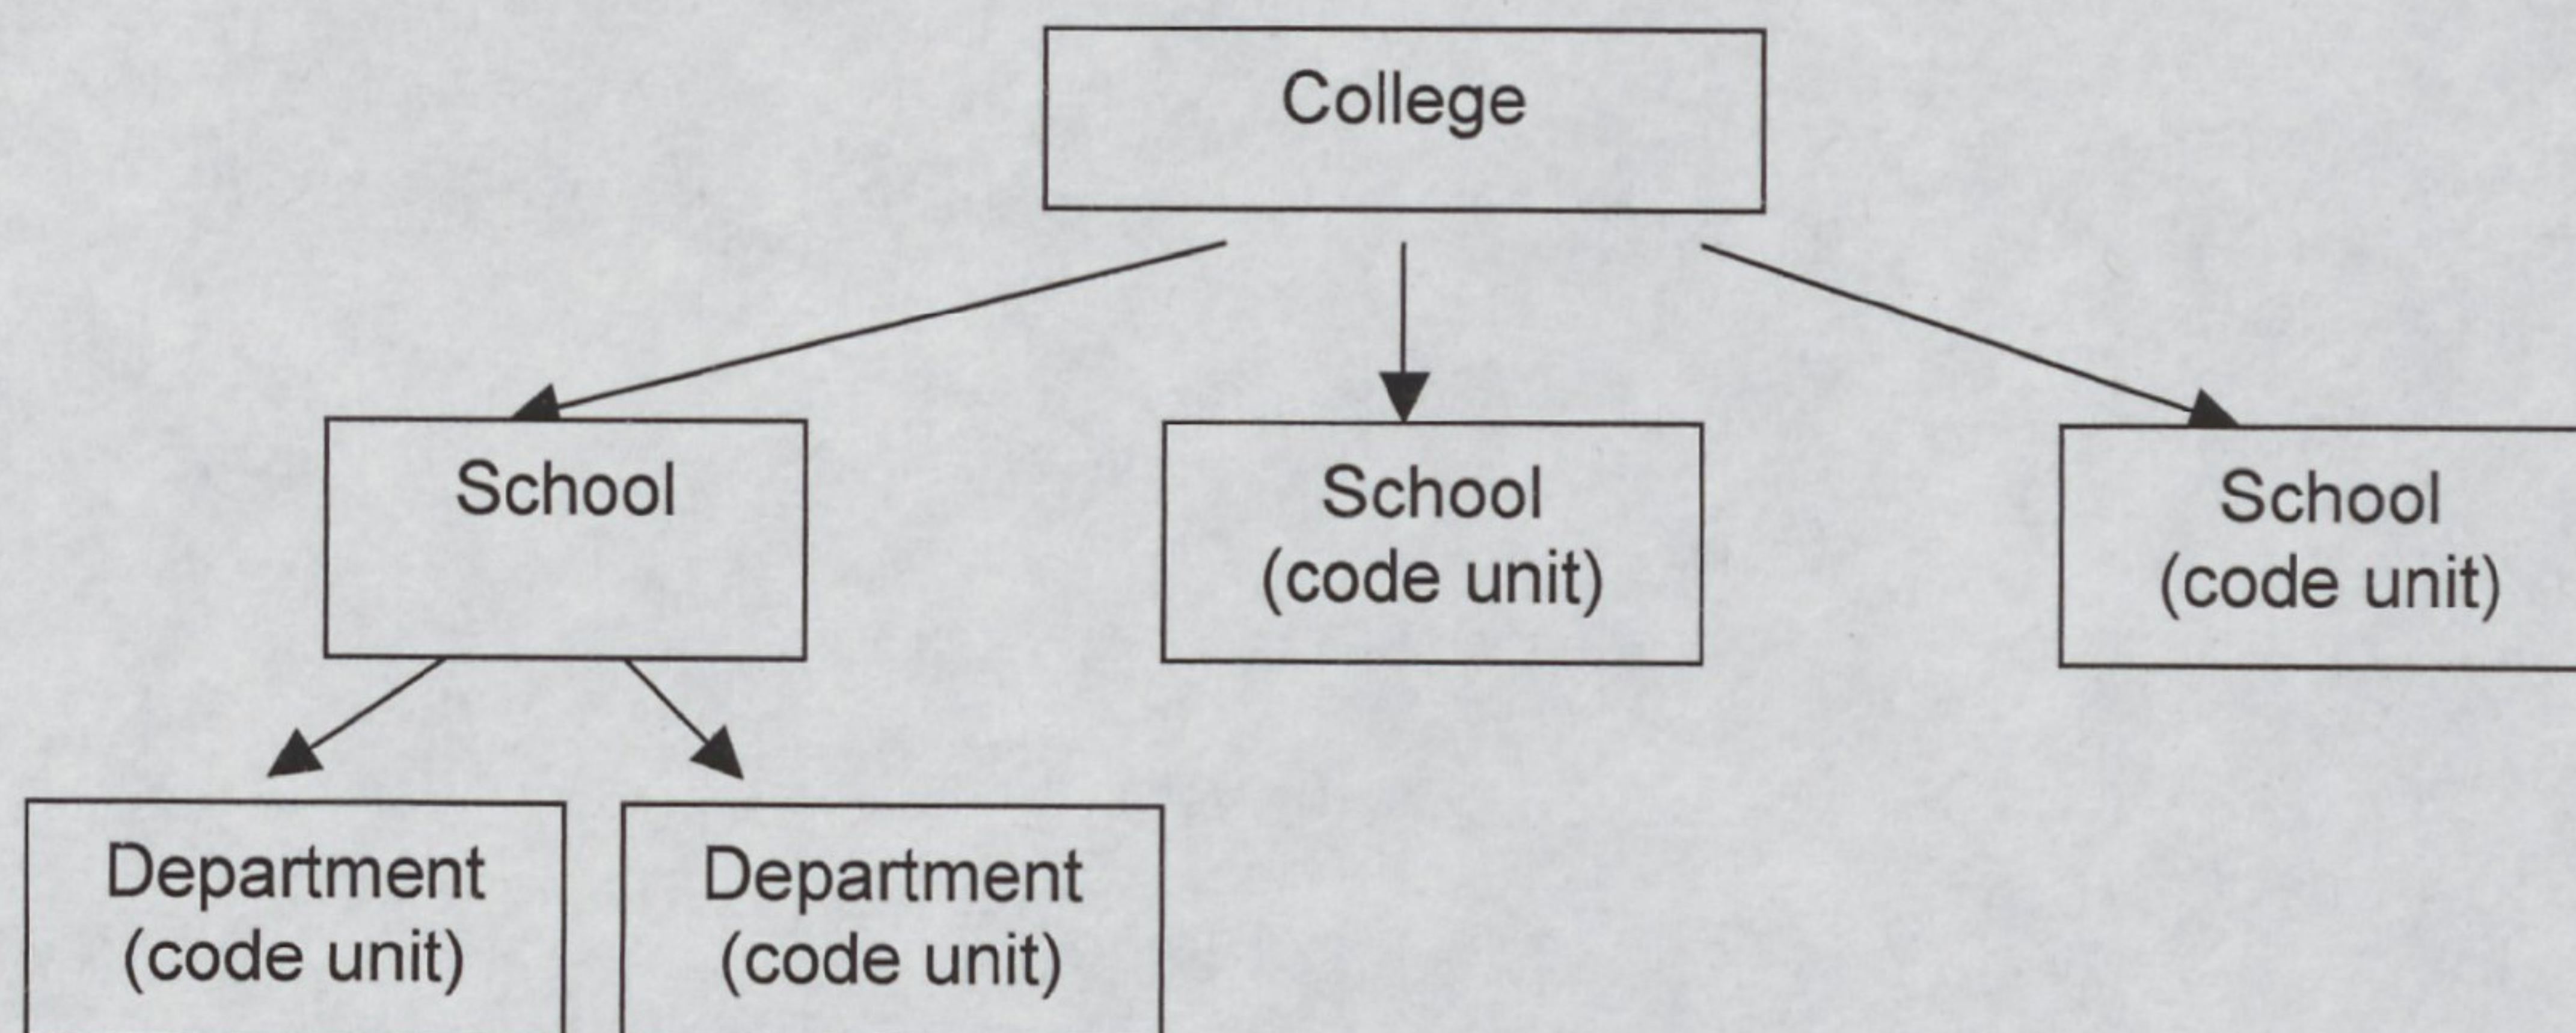 College
School
School
(code unit)
School
(code unit)
Department
(code unit)
Department
(code unit)